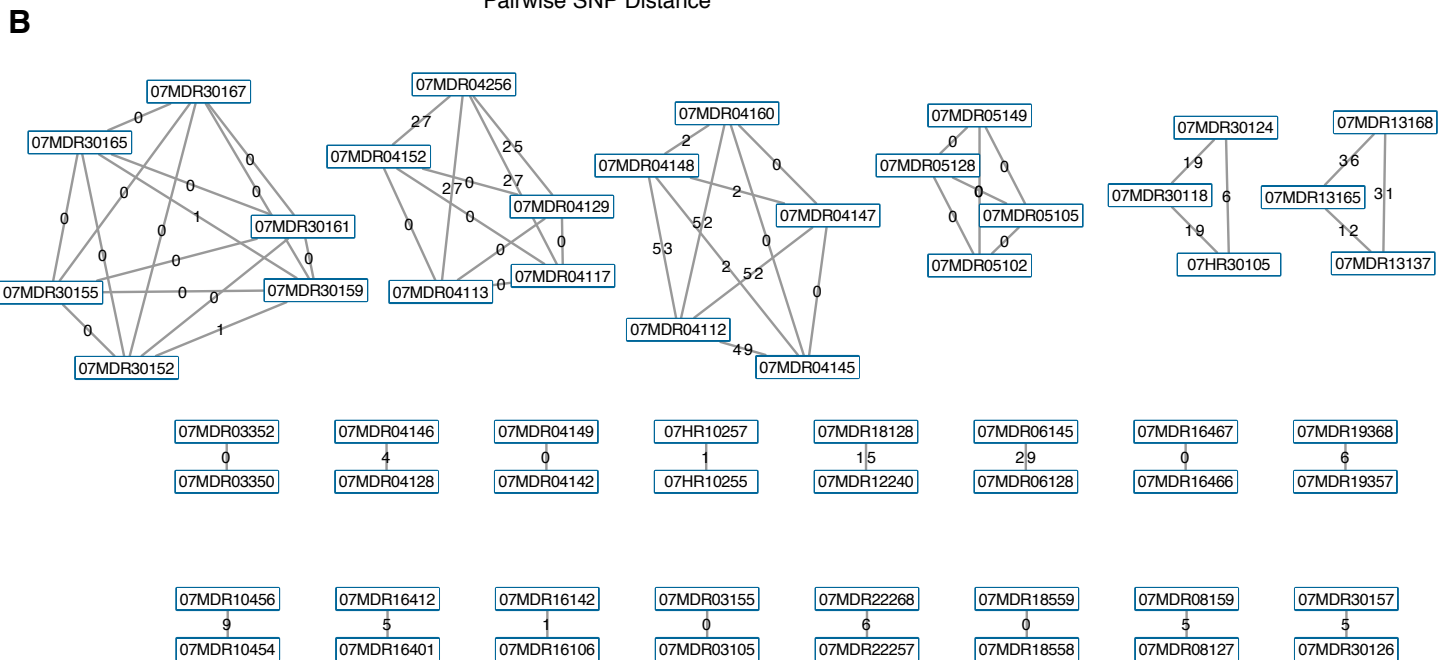 Pairwise SNP Distance
B
07MDR30167
0
07MDR30165
0
0
0
0
0
1
07MDR30161
0
0
0
0
0
07MDR30155
0
0
07MDR30159
0
1
07MDR30152
07MDR04256
27
25
07MDR04152
27
0
27
0
0
07MDR04129
0
0
07MDR04117
07MDR04113
0
07MDR04160
2
0
07MDR04148
2
07MDR04147
52
0
53
2
52
0
07MDR04112
49
07MDR04145
07MDR05149
0
0
07MDR05128
0
0
07MDR05105
0
07MDR05102
07MDR30124
19
07MDR30118
6
19
07HR30105
07MDR13168
36
07MDR13165
31
12
07MDR13137
07MDR03352 07MDR04146 07MDR04149 07HR10257 07MDR18128 07MDR06145 07MDR16467 07MDR19368
0 4 0 1 15 29 0 6
07MDR03350 07MDR04128 07MDR04142 07HR10255 07MDR12240 07MDR06128 07MDR16466 07MDR19357
07MDR10456 07MDR16412 07MDR16142 07MDR03155 07MDR22268 07MDR18559 07MDR08159 07MDR30157
9 5 1 0 6 0 5 5
07MDR10454 07MDR16401 07MDR16106 07MDR03105 07MDR22257 07MDR18558 07MDR08127 07MDR30126